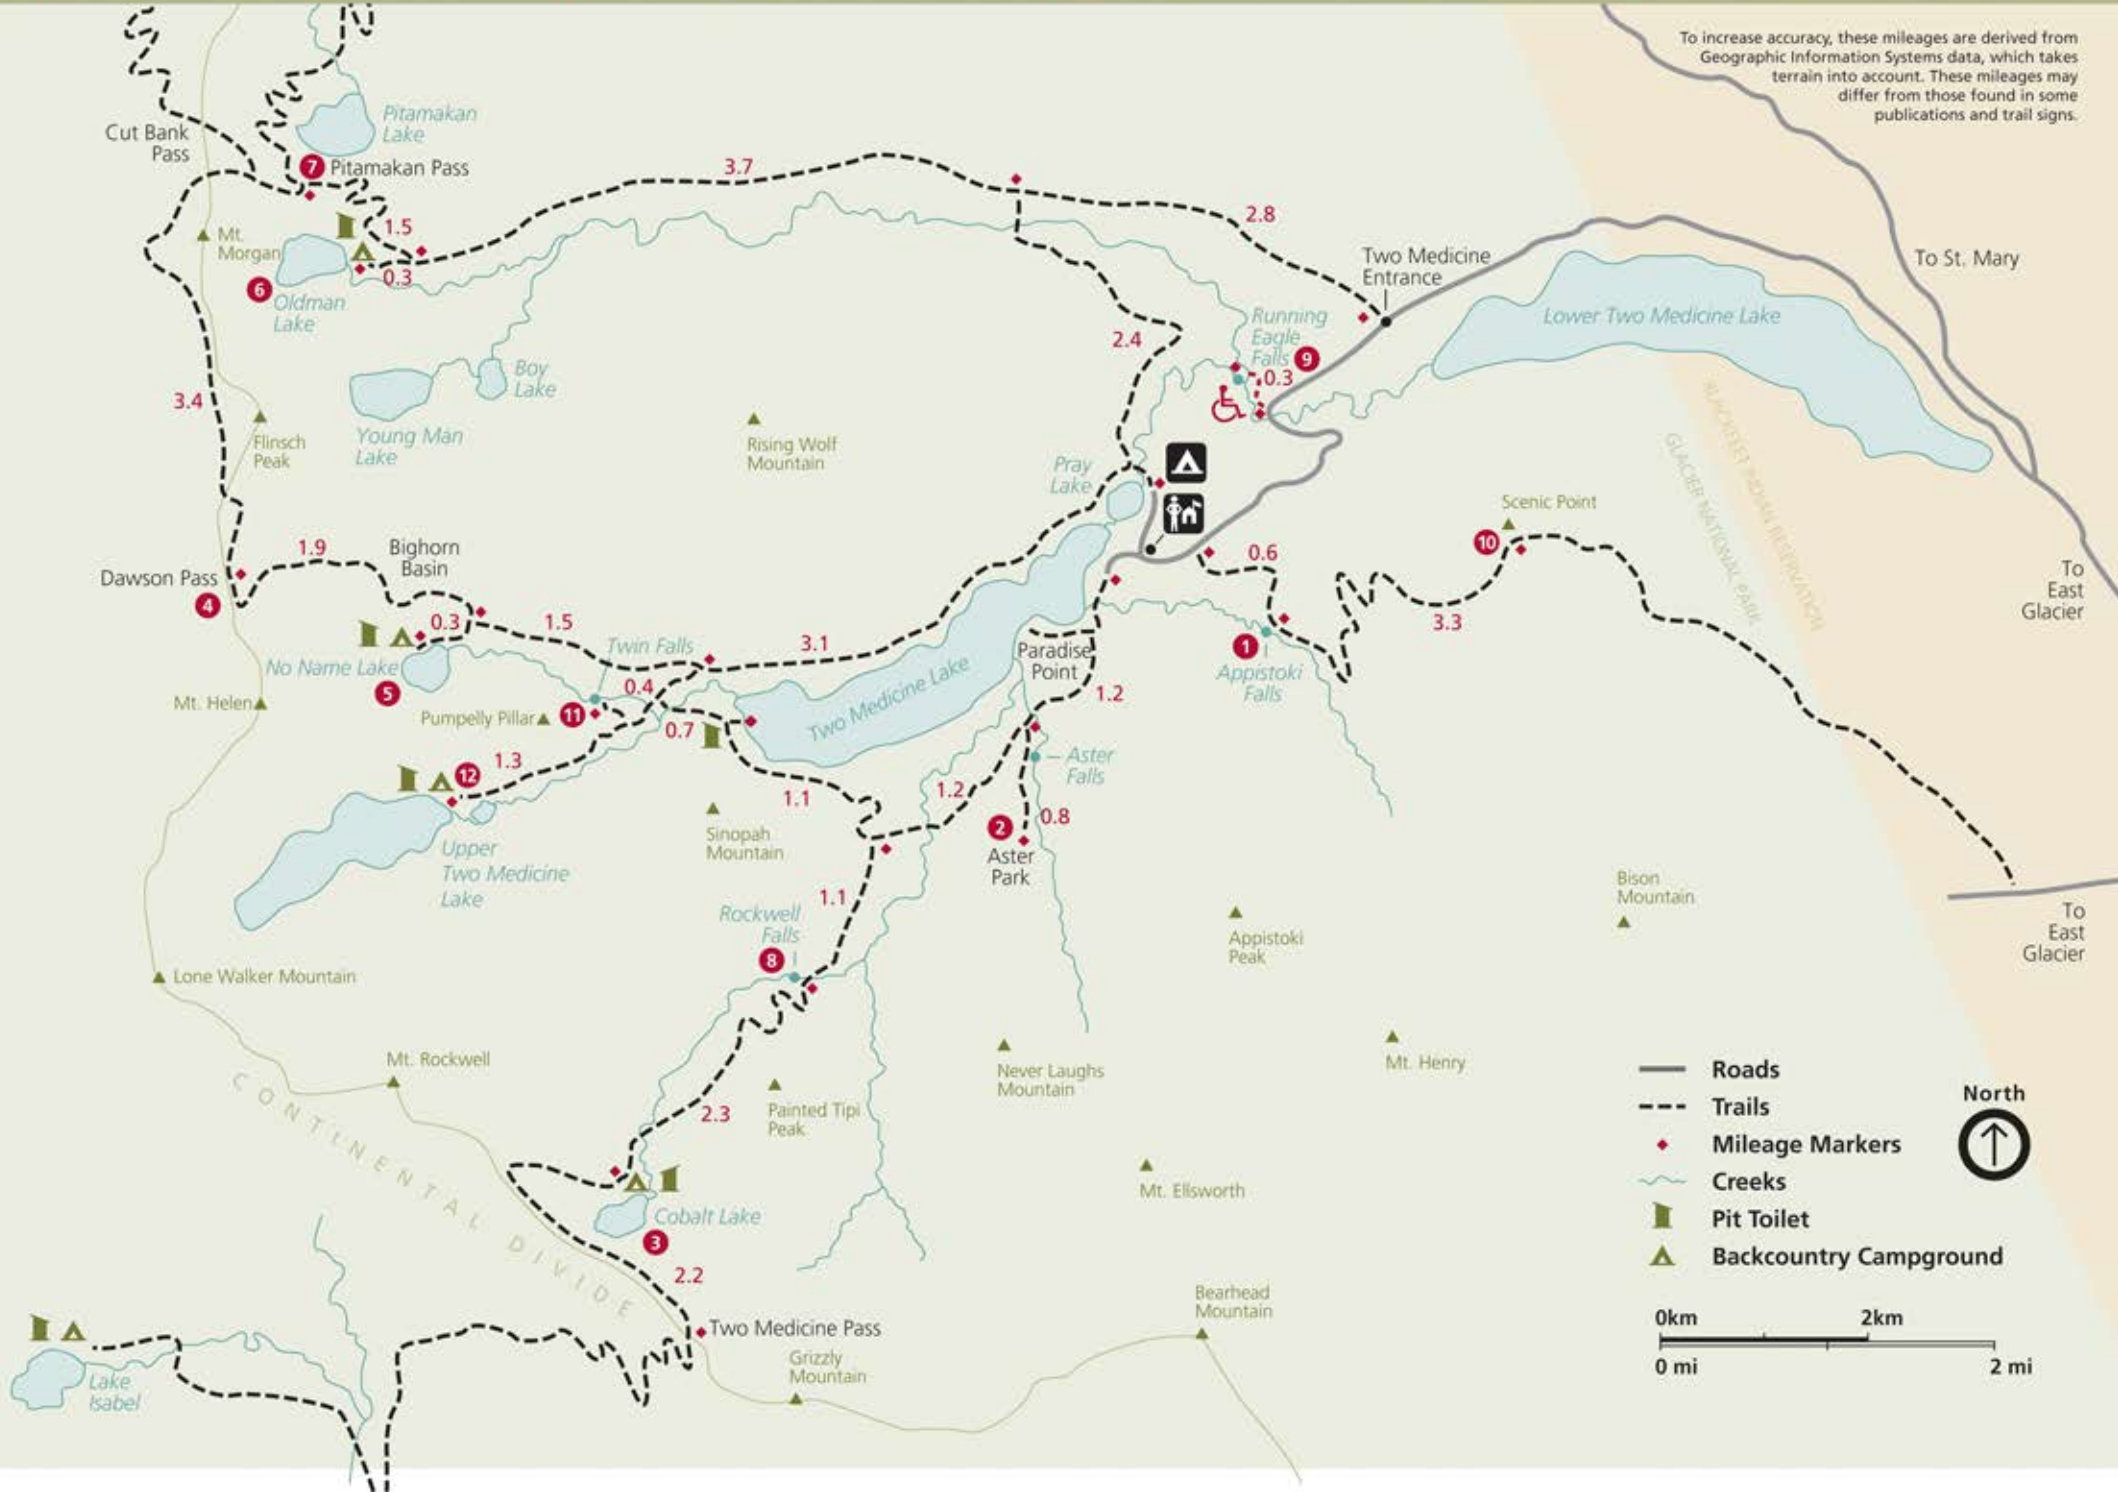 To increase accuracy, these mileages are derived from
Geographic Information Systems data, which takes
terrain into account. These mileages may
differ from those found in some
publications and trail signs.
Pitamakan
Lake
Cut Bank
Pass
7 Pitamakan Pass
3.7
2.8
1.5
Mt.
Morgan
0.3
6
Oldman
Lake
Two Medicine
Entrance
To St. Mary
Lower Two Medicine Lake
Running
Eagle
Falls 9
0.3
2.4
Boy
Lake
Young Man
Lake
3.4
Flinsch
Peak
Rising Wolf
Mountain
Pray
Lake
BLACKFEET INDIAN RESERVATION
GLACIER NATIONAL PARK
Scenic Point
10
0.6
1.9
Bighorn
Basin
Dawson Pass
4
To
East
Glacier
0.3
1.5
3.1
3.3
Twin Falls
No Name Lake
5
Paradise
Point
1
Appistoki
Falls
0.4
1.2
Mt. Helen
Pumpelly Pillar
11
0.7
Two Medicine Lake
Aster
Falls
12
1.3
1.1
1.2
0.8
2
Aster
Park
Sinopah
Mountain
Upper
Two Medicine
Lake
1.1
Rockwell
Falls
8
Bison
Mountain
Appistoki
Peak
To
East
Glacier
Lone Walker Mountain
Mt. Rockwell
Never Laughs
Mountain
Mt. Henry
CONTINENTAL DIVIDE
2.3
Painted Tipi
Peak
Mt. Ellsworth
Cobalt Lake
3
2.2
Two Medicine Pass
Grizzly
Mountain
Bearhead
Mountain
Lake
Isabel
Roads
Trails
Mileage Markers
Creeks
Pit Toilet
Backcountry Campground
North
0km 2km
0 mi 2 mi